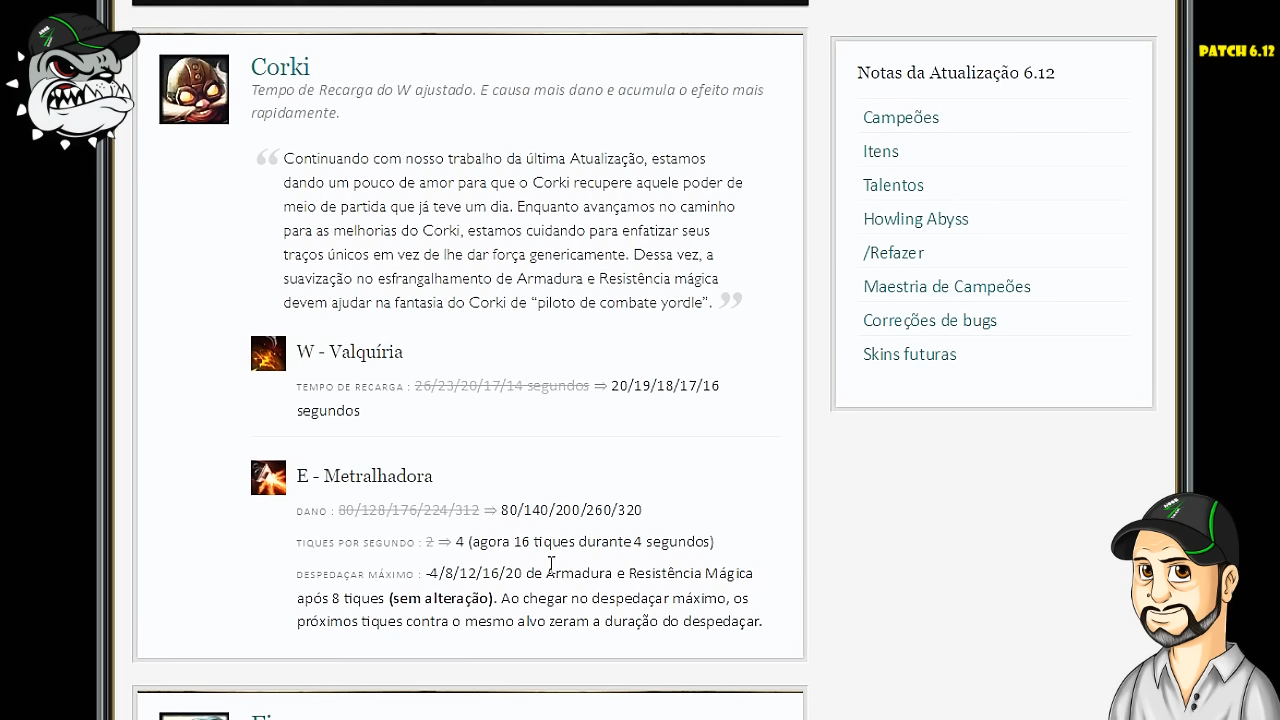 PATCH 6.12
Corki
Tempo de Recarga do W ajustado. E causa mais dano e acumula o efeito mais
rapidamente.
“ Continuando com nosso trabalho da última Atualização, estamos
dando um pouco de amor para que o Corki recupere aquele poder de
meio de partida que já teve um dia. Enquanto avançamos no caminho
para as melhorias do Corki, estamos cuidando para enfatizar seus
traços únicos em vez de lhe dar força genericamente. Dessa vez, a
suavização no esfrangalhamento de Armadura e Resistência mágica
devem ajudar na fantasia do Corki de “piloto de combate yordle”. ”
W - Valquíria
TEMPO DE RECARGA : 26/23/20/17/14 segundos ⇒ 20/19/18/17/16
segundos
E - Metralhadora
DANO : 80/128/176/224/312 ⇒ 80/140/200/260/320
TIQUES POR SEGUNDO : 2 ⇒ 4 (agora 16 tiques durante 4 segundos)
DESPEDAÇAR MÁXIMO : -4/8/12/16/20 de Armadura e Resistência Mágica
após 8 tiques (sem alteração). Ao chegar no despedaçar máximo, os
próximos tiques contra o mesmo alvo zeram a duração do despedaçar.
Notas da Atualização 6.12
Campeões
Itens
Talentos
Howling Abyss
/Refazer
Maestria de Campeões
Correções de bugs
Skins futuras